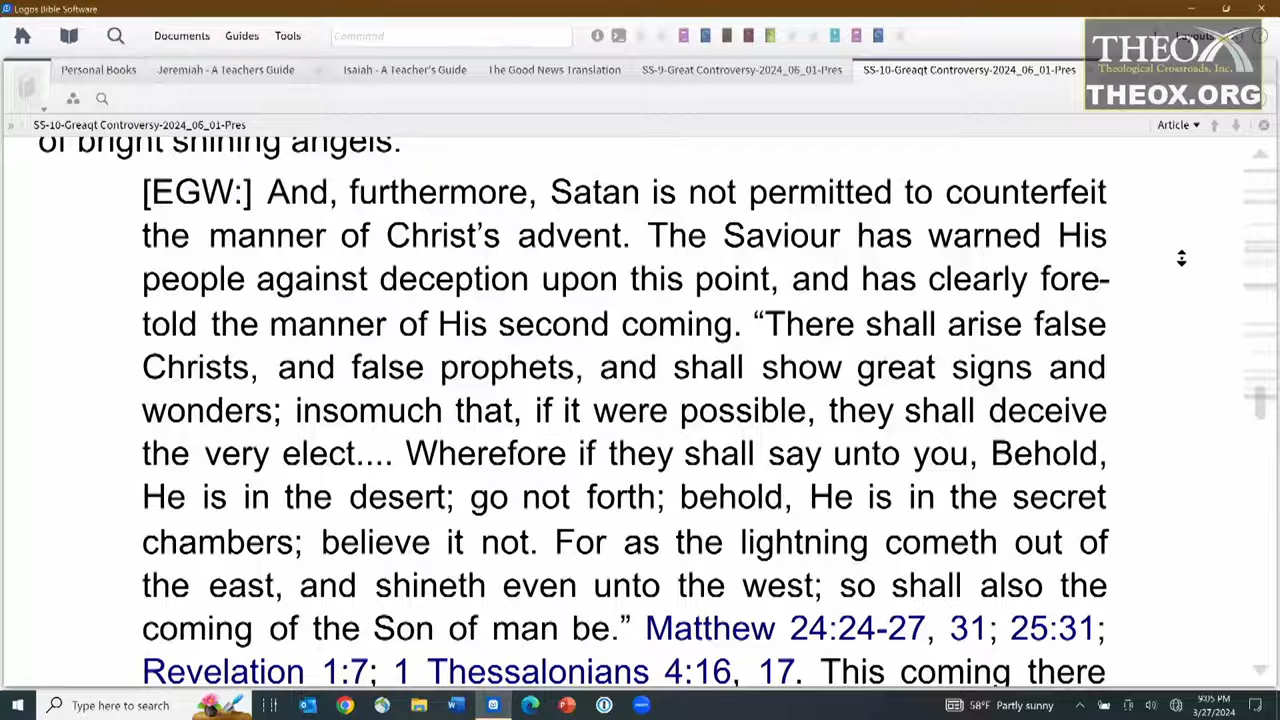 Logos Bible Software
Documents Guides Tools Command Layouts
THEOX
Theological Crossroads, Inc.
THEOX.ORG
Personal Books Jeremiah - A Teachers Guide Isaiah - A Thohood News Translation SS-9-Great Controversy-2024_06_01-Pres SS-10-Greaqt Controversy-2024_06_01-Pres
» SS-10-Greaqt Controversy-2024_06_01-Pres Article
of bright shining angels.
[EGW:] And, furthermore, Satan is not permitted to counterfeit
the manner of Christ’s advent. The Saviour has warned His
people against deception upon this point, and has clearly fore-
told the manner of His second coming. “There shall arise false
Christs, and false prophets, and shall show great signs and
wonders; insomuch that, if it were possible, they shall deceive
the very elect.... Wherefore if they shall say unto you, Behold,
He is in the desert; go not forth; behold, He is in the secret
chambers; believe it not. For as the lightning cometh out of
the east, and shineth even unto the west; so shall also the
coming of the Son of man be.” Matthew 24:24-27, 31; 25:31;
Revelation 1:7; 1 Thessalonians 4:16, 17. This coming there
Type here to search 58°F Partly sunny 9:05 PM
3/27/2024